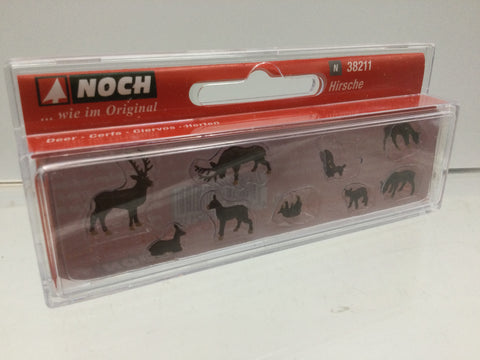 NOCH
... wie im Original
N 38211
Hirsche
Deer · Cerfs · Ciervos · Herten